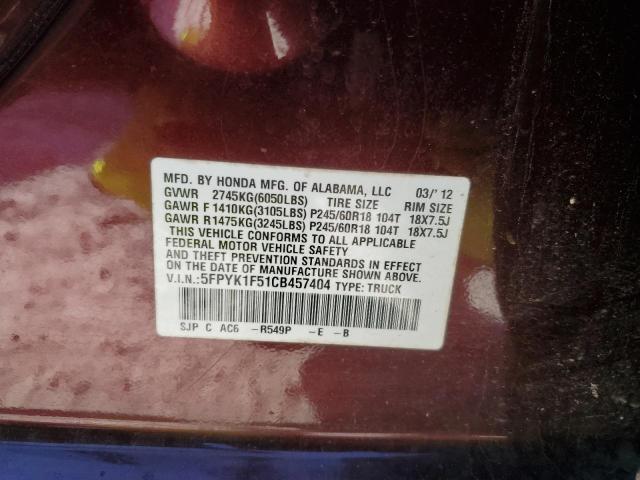 MFD. BY HONDA MFG. OF ALABAMA, LLC 03/'12
GVWR 2745KG(6050LBS) TIRE SIZE RIM SIZE
GAWR F 1410KG(3105LBS) P245/60R18 104T 18X7.5J
GAWR R1475KG(3245LBS) P245/60R18 104T 18X7.5J
THIS VEHICLE CONFORMS TO ALL APPLICABLE
FEDERAL MOTOR VEHICLE SAFETY
AND THEFT PREVENTION STANDARDS IN EFFECT
ON THE DATE OF MANUFACTURE SHOWN ABOVE.
V.I.N.:5FPYK1F51CB457404 TYPE: TRUCK
SJP C AC6 -R549P -E -B